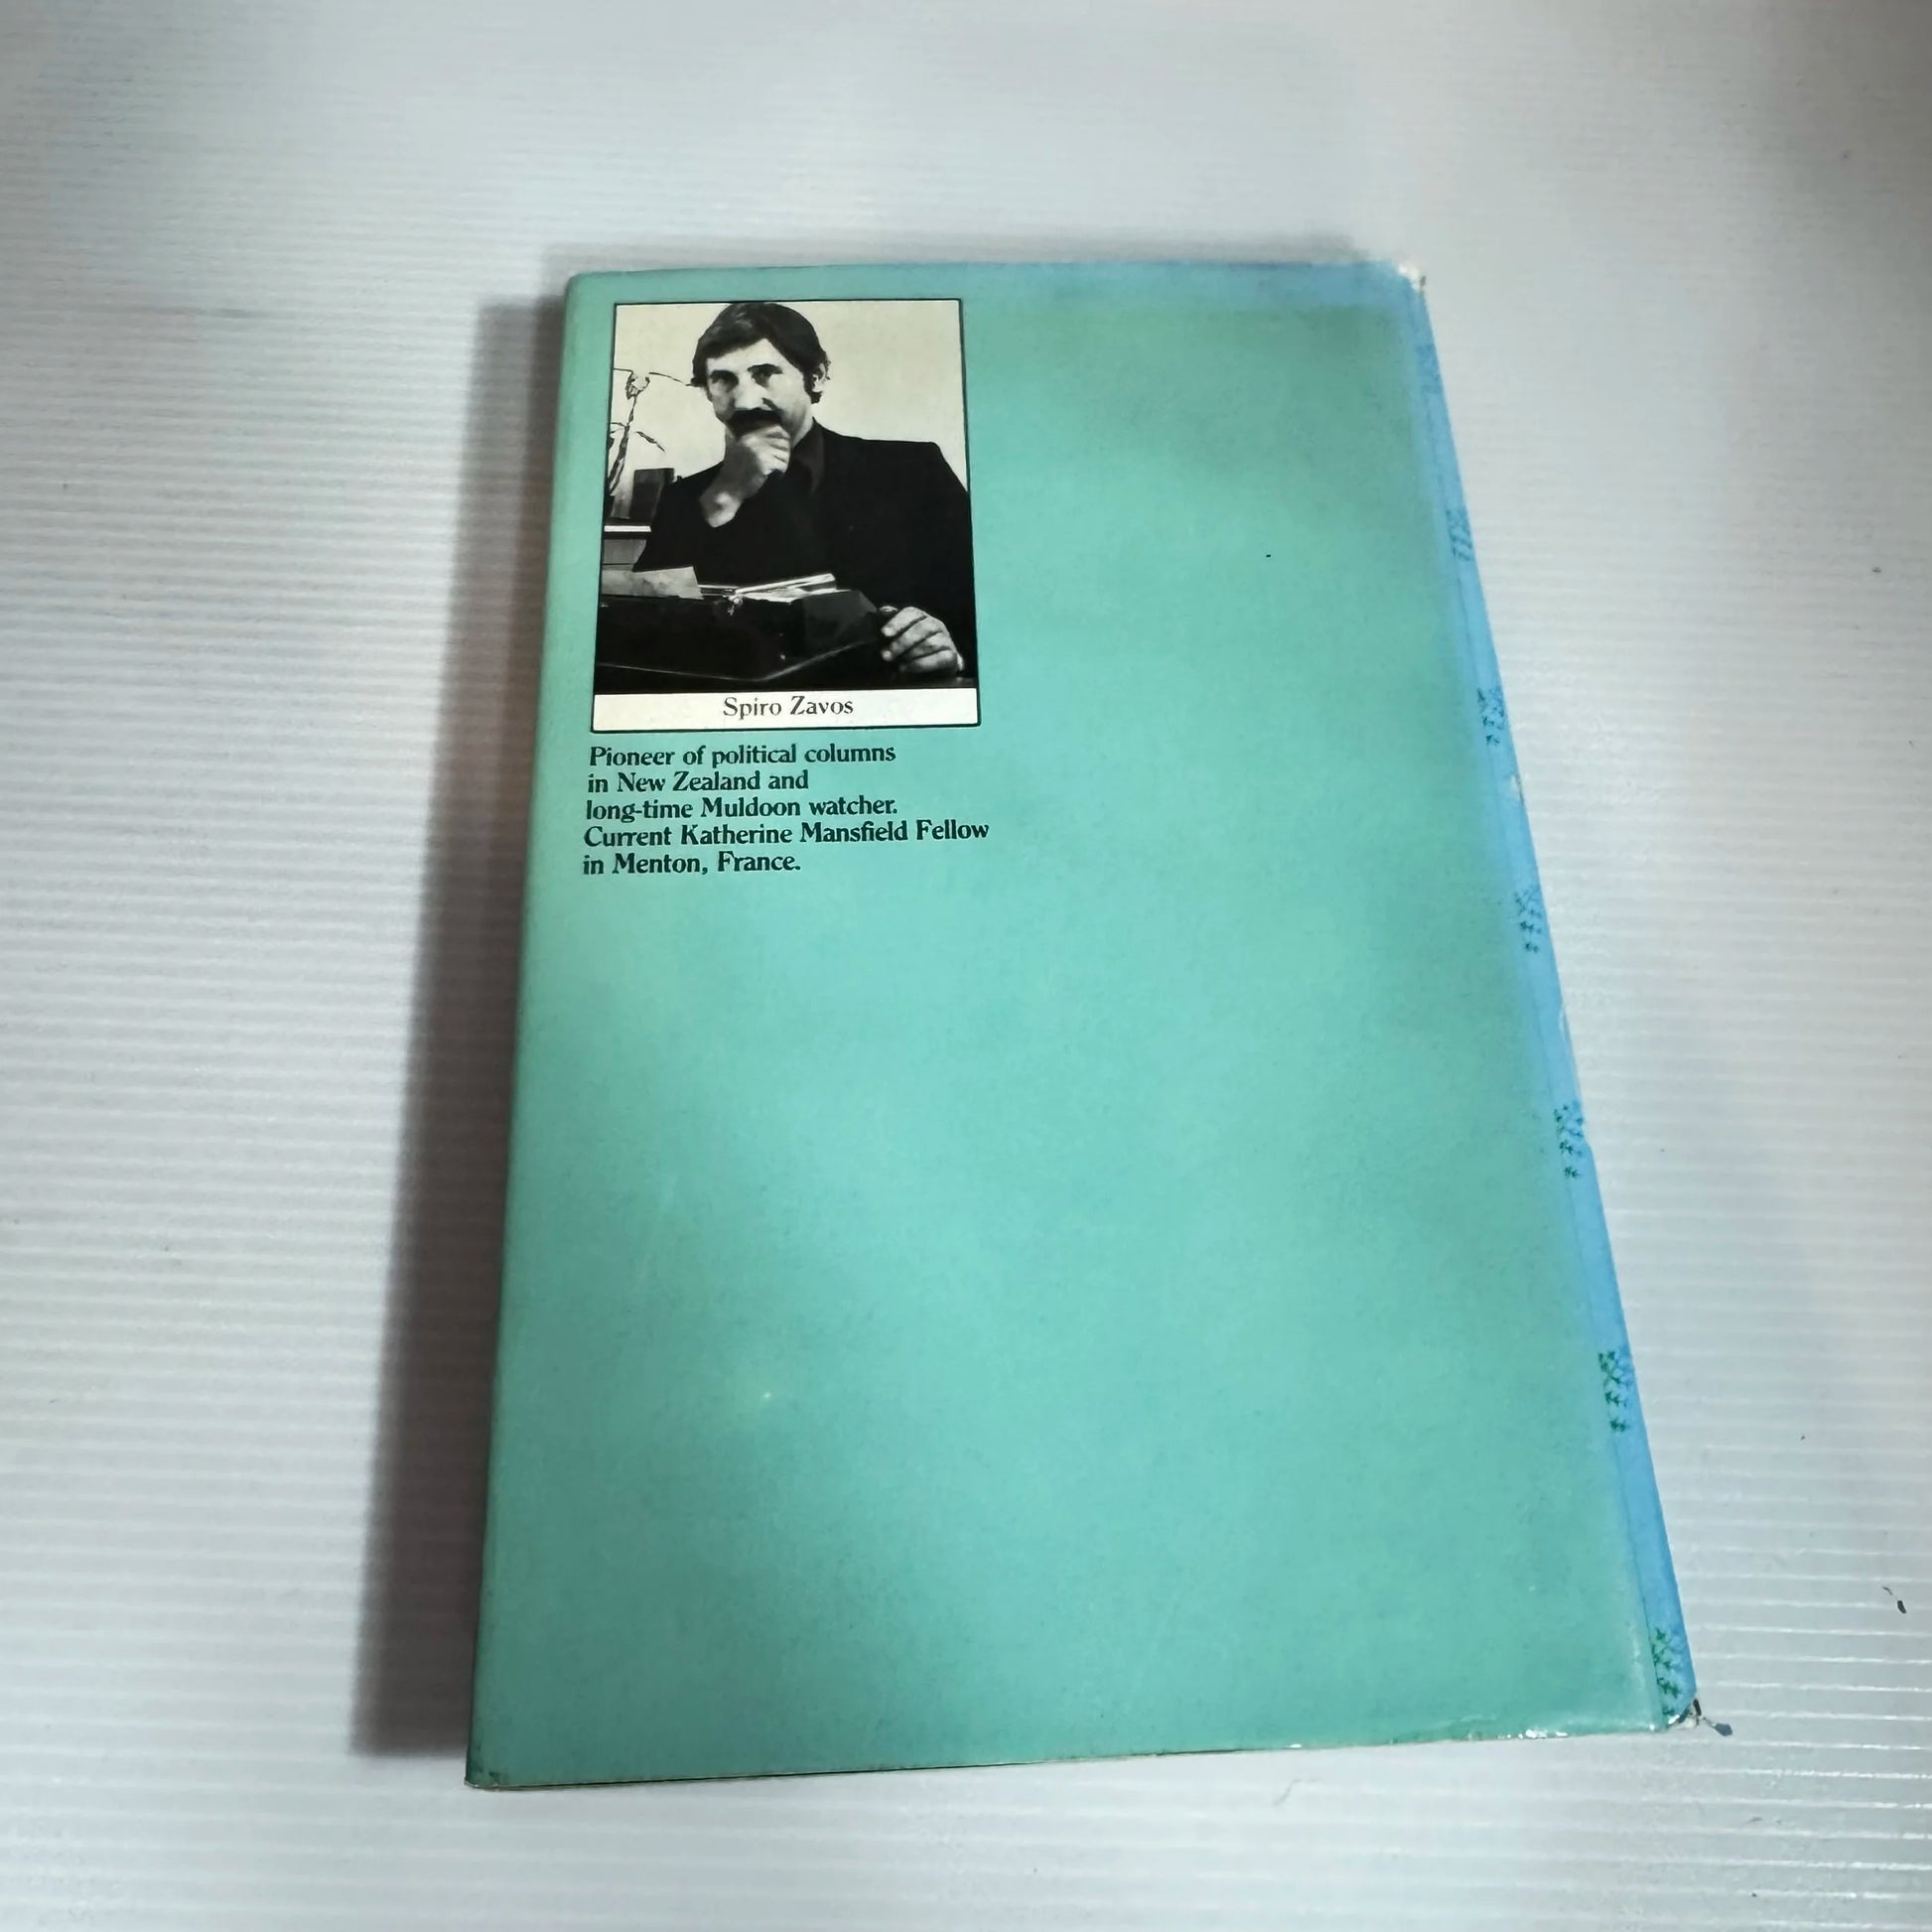 Spiro Zavos
Pioneer of political columns
in New Zealand and
long-time Muldoon watcher.
Current Katherine Mansfield Fellow
in Menton, France.